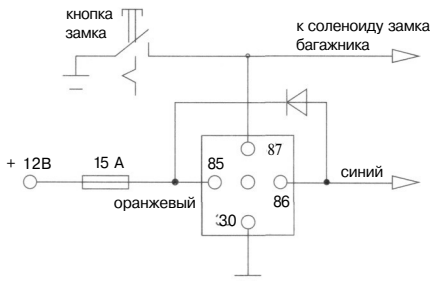 кнопка
замка
к соленоиду замка
багажника
87
+ 12В
15 А
85
синий
оранжевый
86
30